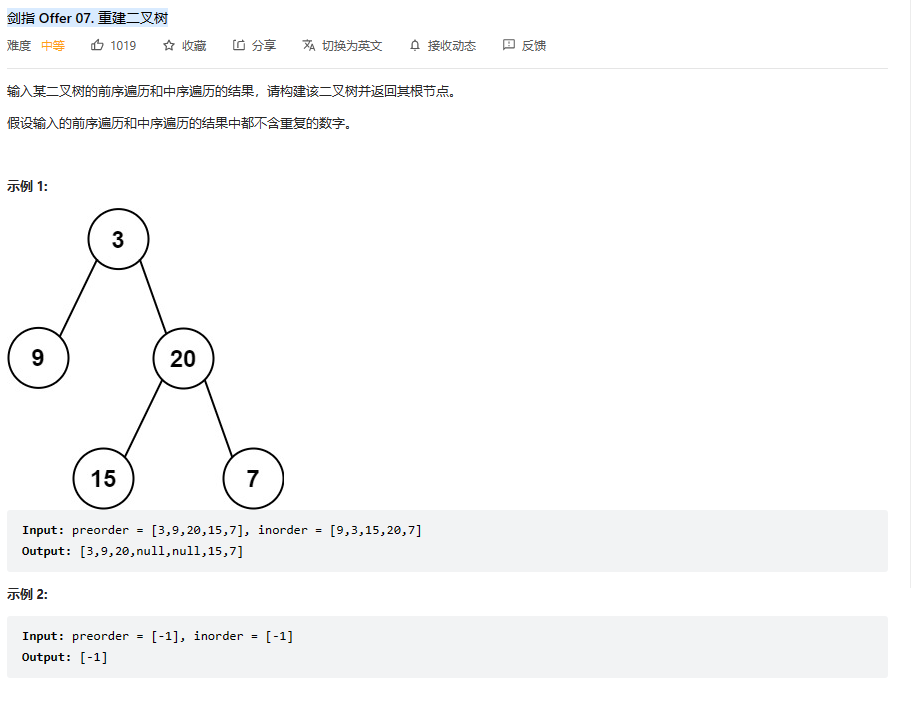 剑指 Offer 07. 重建二叉树
难度 中等 1019 收藏 分享 切换为英文 接收动态 反馈
输入某二叉树的前序遍历和中序遍历的结果，请构建该二叉树并返回其根节点。
假设输入的前序遍历和中序遍历的结果中都不含重复的数字。
示例 1:
3
9 20
15 7
Input: preorder = [3,9,20,15,7], inorder = [9,3,15,20,7]
Output: [3,9,20,null,null,15,7]
示例 2:
Input: preorder = [-1], inorder = [-1]
Output: [-1]